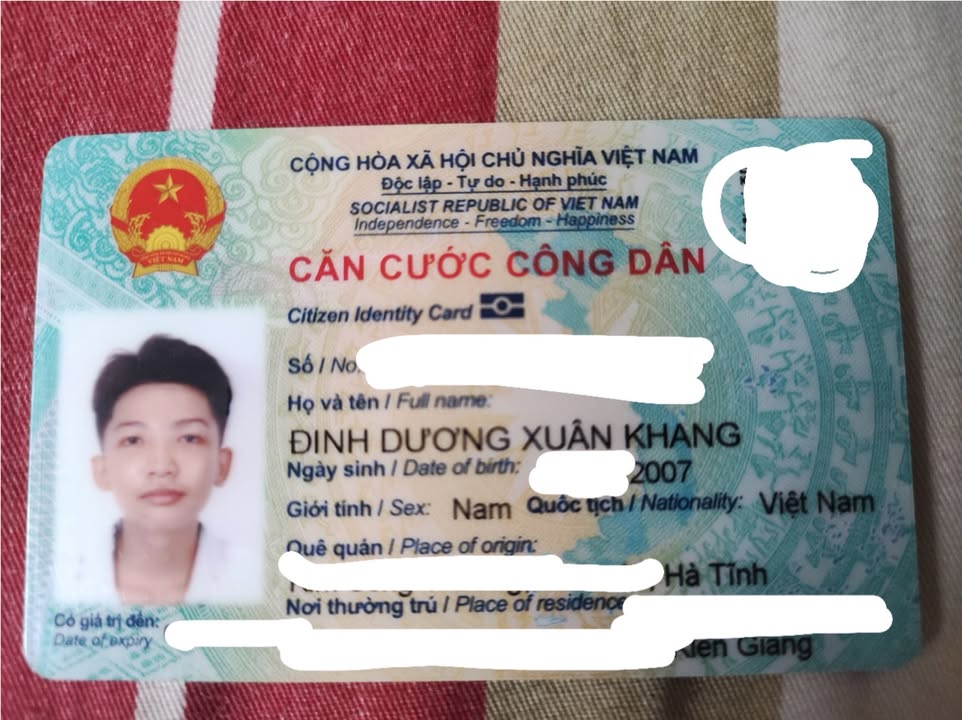 CỘNG HÒA XÃ HỘI CHỦ NGHĨA VIỆT NAM
Độc lập - Tự do - Hạnh phúc
SOCIALIST REPUBLIC OF VIET NAM
Independence - Freedom - Happiness
CĂN CƯỚC CÔNG DÂN
Citizen Identity Card
VIỆT NAM
Số / No.
Họ và tên / Full name:
ĐINH DƯƠNG XUÂN KHANG
Ngày sinh / Date of birth: 2007
Giới tính / Sex: Nam Quốc tịch / Nationality: Việt Nam
Quê quán / Place of origin:
Hà Tĩnh
Nơi thường trú / Place of residence
Có giá trị đến:
Date of expiry
Kiên Giang